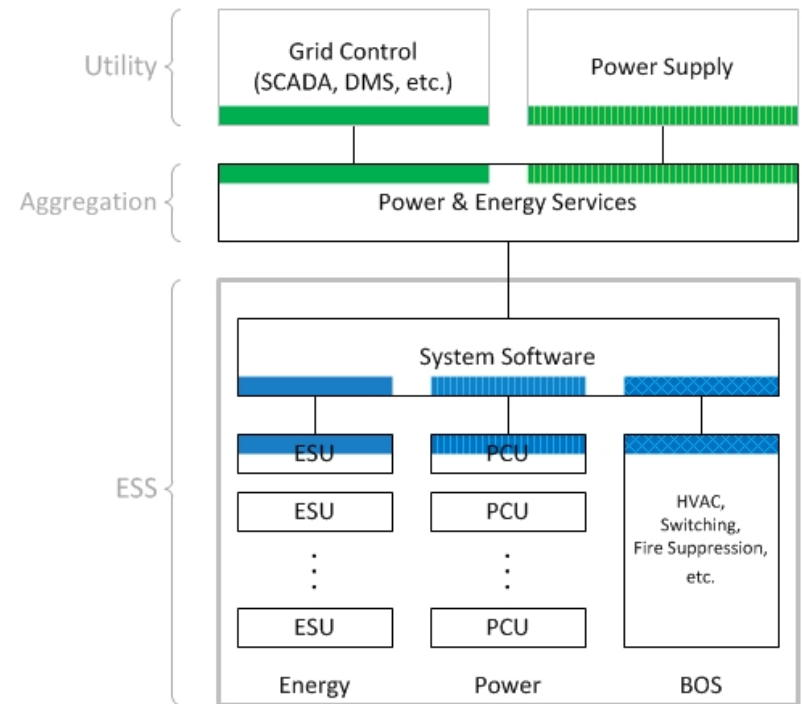 Utility
Grid Control
(SCADA, DMS, etc.)
Power Supply
Aggregation
Power & Energy Services
ESS
System Software
ESU
PCU
HVAC,
Switching,
Fire Suppression,
etc.
ESU
PCU
ESU
PCU
Energy
Power
BOS